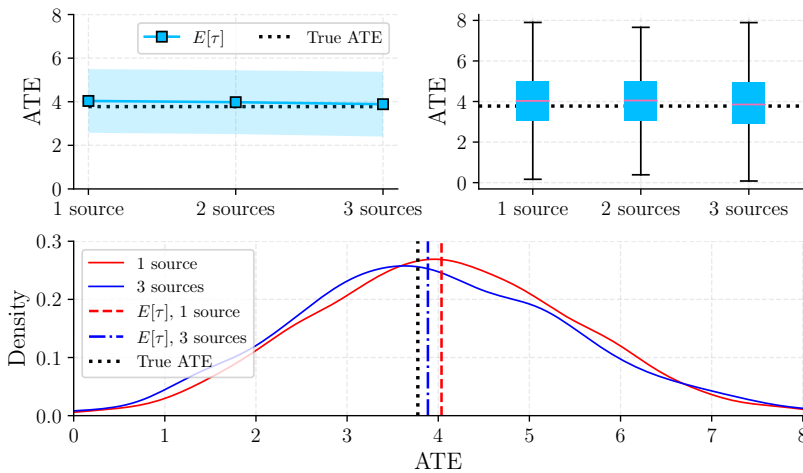 8
6
4
2
0
ATE
E[τ]
True ATE
1 source
2 sources
3 sources
8
6
4
2
0
ATE
1 source
2 sources
3 sources
0.3
0.2
0.1
0.0
Density
1 source
3 sources
E[τ], 1 source
E[τ], 3 sources
True ATE
0 1 2 3 4 5 6 7 8
ATE